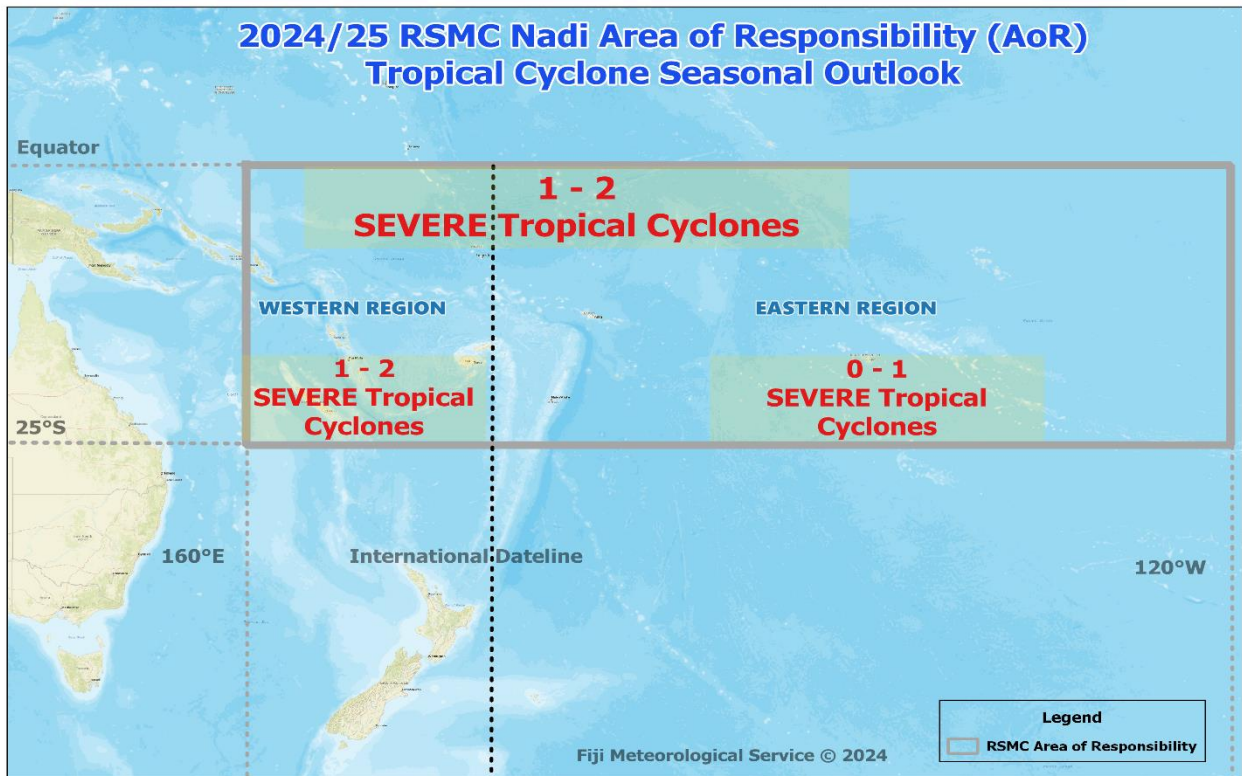 2024/25 RSMC Nadi Area of Responsibility (AoR)
Tropical Cyclone Seasonal Outlook
Equator
1 - 2
SEVERE Tropical Cyclones
WESTERN REGION
EASTERN REGION
1 - 2
SEVERE Tropical
Cyclones
0 - 1
SEVERE Tropical
Cyclones
25°S
160°E
International Dateline
120°W
Legend
RSMC Area of Responsibility
Fiji Meteorological Service © 2024